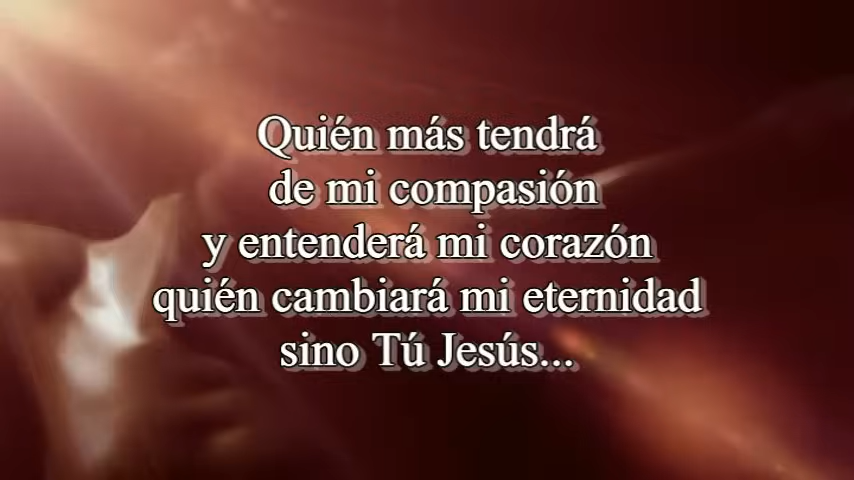 Quién más tendrá
de mi compasión
y entenderá mi corazón
quién cambiará mi eternidad
sino Tú Jesús...